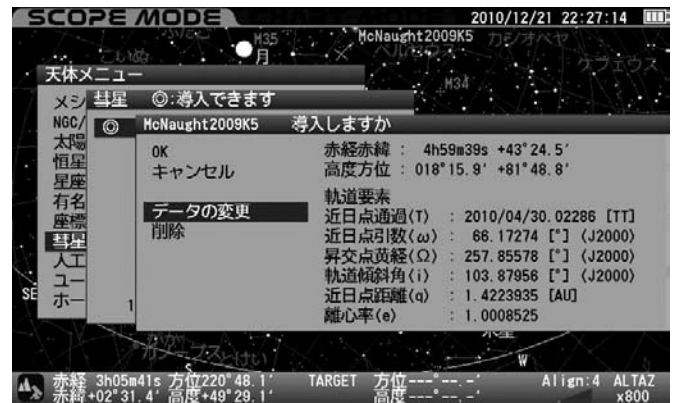 SCOPE MODE
2010/12/21 22:27:14
M35
McNaught2009K5
月
M34
天体メニュー
メシ
彗星 ◎:導入できます
NGC/
◎
McNaught2009K5 導入しますか
太陽
恒星
星座
有名
座標
彗星
人工
ユー
ホー
1
OK
キャンセル
データの変更
削除
赤経赤緯 : 4h59m39s +43°24.5′
高度方位 : 018°15.9′ +81°48.8′
軌道要素
近日点通過(T) : 2010/04/30.02286 [TT]
近日点引数(ω) : 66.17274 [°] (J2000)
昇交点黄経(Ω) : 257.85578 [°] (J2000)
軌道傾斜角(i) : 103.87956 [°] (J2000)
近日点距離(q) : 1.4223935 [AU]
離心率(e) : 1.0008525
SE
S
W
赤経 3h05m41s 方位220°48.1′ TARGET 方位---°--.-′ Align:4 ALTAZ
赤緯+02°31.4′ 高度+49°29.1′ 高度---°--.-′ x800